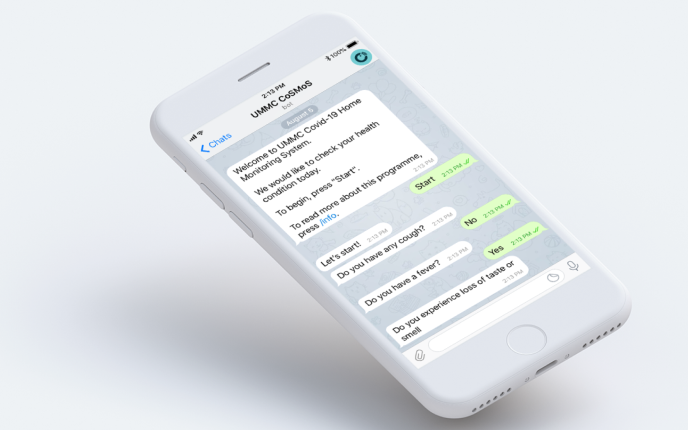 100%
2:13 PM
Chats
UMMC CoSMoS
bot
August 5
Welcome to UMMC Covid-19 Home
Monitoring System.
We would like to check your health
condition today.
To begin, press "Start".
To read more about this programme,
press /info.
2:13 PM
Start 2:13 PM
Let's start! 2:13 PM
Do you have any cough? 2:13 PM
No 2:13 PM
Do you have a fever? 2:13 PM
Yes 2:13 PM
Do you experience loss of taste or
smell
2:13 PM